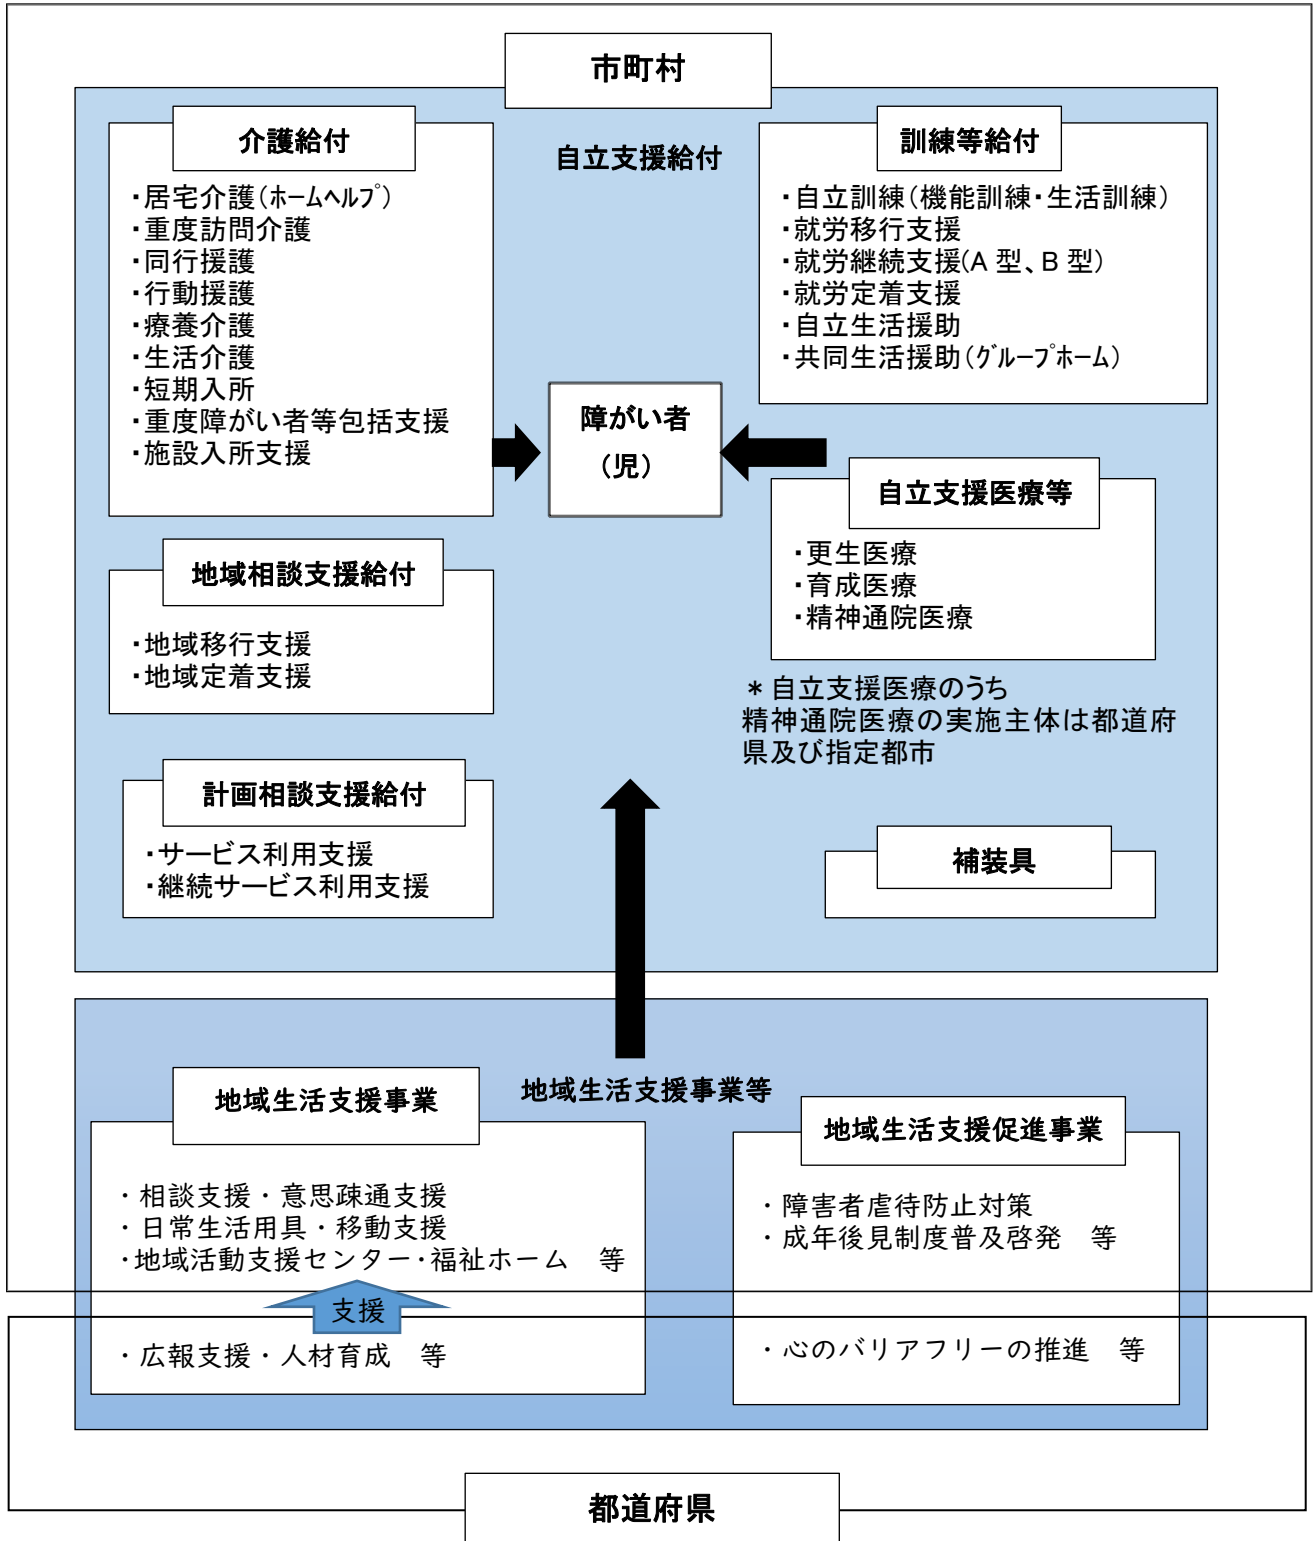 市町村
自立支援給付
介護給付
・居宅介護(ホームヘルプ)
・重度訪問介護
・同行援護
・行動援護
・療養介護
・生活介護
・短期入所
・重度障がい者等包括支援
・施設入所支援
訓練等給付
・自立訓練(機能訓練・生活訓練)
・就労移行支援
・就労継続支援(A 型、B 型)
・就労定着支援
・自立生活援助
・共同生活援助(グループホーム)
障がい者
(児)
自立支援医療等
・更生医療
・育成医療
・精神通院医療
*自立支援医療のうち
精神通院医療の実施主体は都道府
県及び指定都市
地域相談支援給付
・地域移行支援
・地域定着支援
計画相談支援給付
・サービス利用支援
・継続サービス利用支援
補装具
地域生活支援事業等
地域生活支援事業
・相談支援・意思疎通支援
・日常生活用具・移動支援
・地域活動支援センター・福祉ホーム 等
支援
・広報支援・人材育成 等
地域生活支援促進事業
・障害者虐待防止対策
・成年後見制度普及啓発 等
・心のバリアフリーの推進 等
都道府県